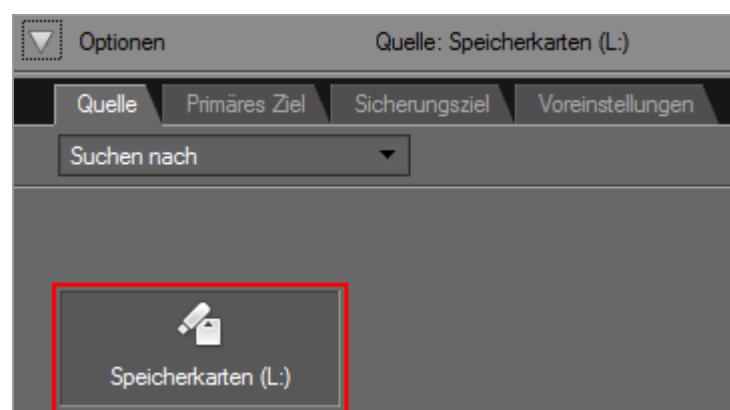 Optionen Quelle: Speicherkarten (L:)
Quelle Primäres Ziel Sicherungsziel Voreinstellungen
Suchen nach
Speicherkarten (L:)